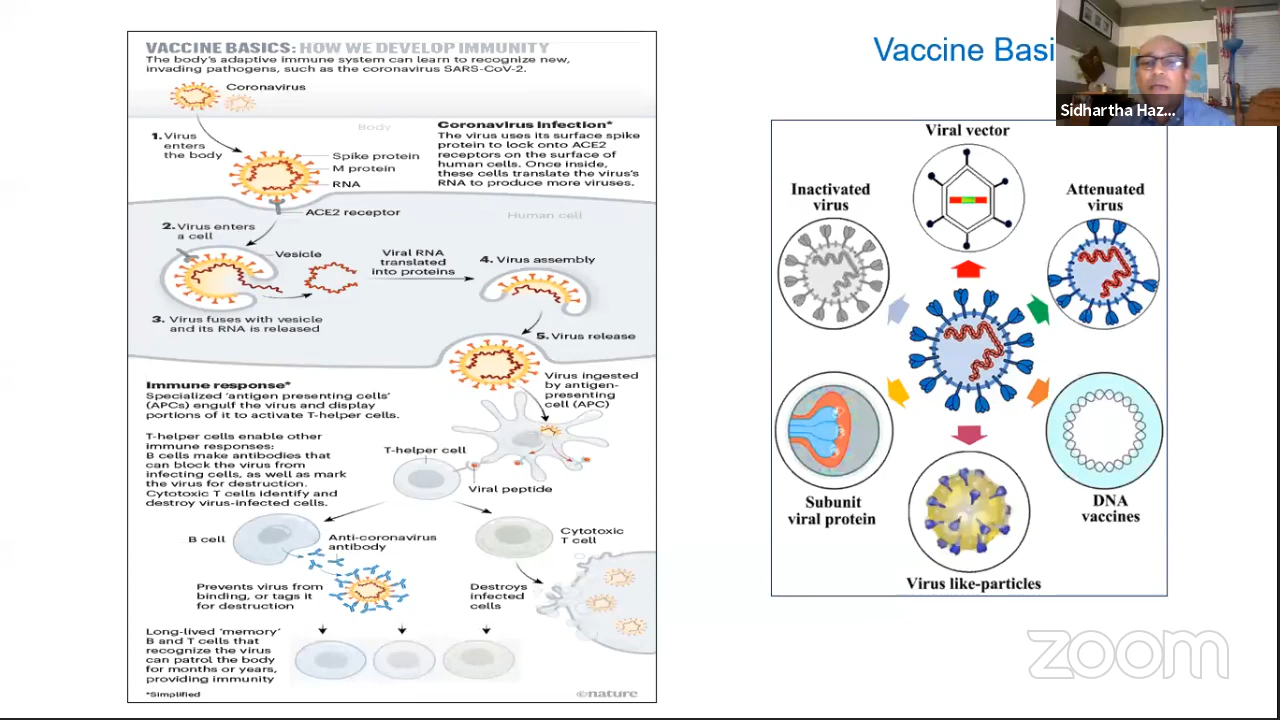 VACCINE BASICS: HOW WE DEVELOP IMMUNITY
The body's adaptive immune system can learn to recognize new,
invading pathogens, such as the coronavirus SARS-CoV-2.
Coronavirus
Body
1. Virus
enters
the body
Spike protein
M protein
RNA
Coronavirus infection*
The virus uses its surface spike
protein to lock onto ACE2
receptors on the surface of
human cells. Once inside,
these cells translate the virus's
RNA to produce more viruses.
ACE2 receptor
Human cell
2. Virus enters
a cell
Vesicle
Viral RNA
translated
into proteins
4. Virus assembly
3. Virus fuses with vesicle
and its RNA is released
5. Virus release
Immune response*
Specialized 'antigen presenting cells'
(APCs) engulf the virus and display
portions of it to activate T-helper cells.
Virus ingested
by antigen-
presenting
cell (APC)
T-helper cells enable other
immune responses:
B cells make antibodies that
can block the virus from
infecting cells, as well as mark
the virus for destruction.
Cytotoxic T cells identify and
destroy virus-infected cells.
T-helper cell
Viral peptide
B cell
Anti-coronavirus
antibody
Cytotoxic
T cell
Prevents virus from
binding, or tags it
for destruction
Destroys
infected
cells
Long-lived 'memory'
B and T cells that
recognize the virus
can patrol the body
for months or years,
providing immunity
*Simplified
©nature
Vaccine Basi
Sidhartha Haz...
Viral vector
Inactivated
virus
Attenuated
virus
Subunit
viral protein
DNA
vaccines
Virus like-particles
zoom